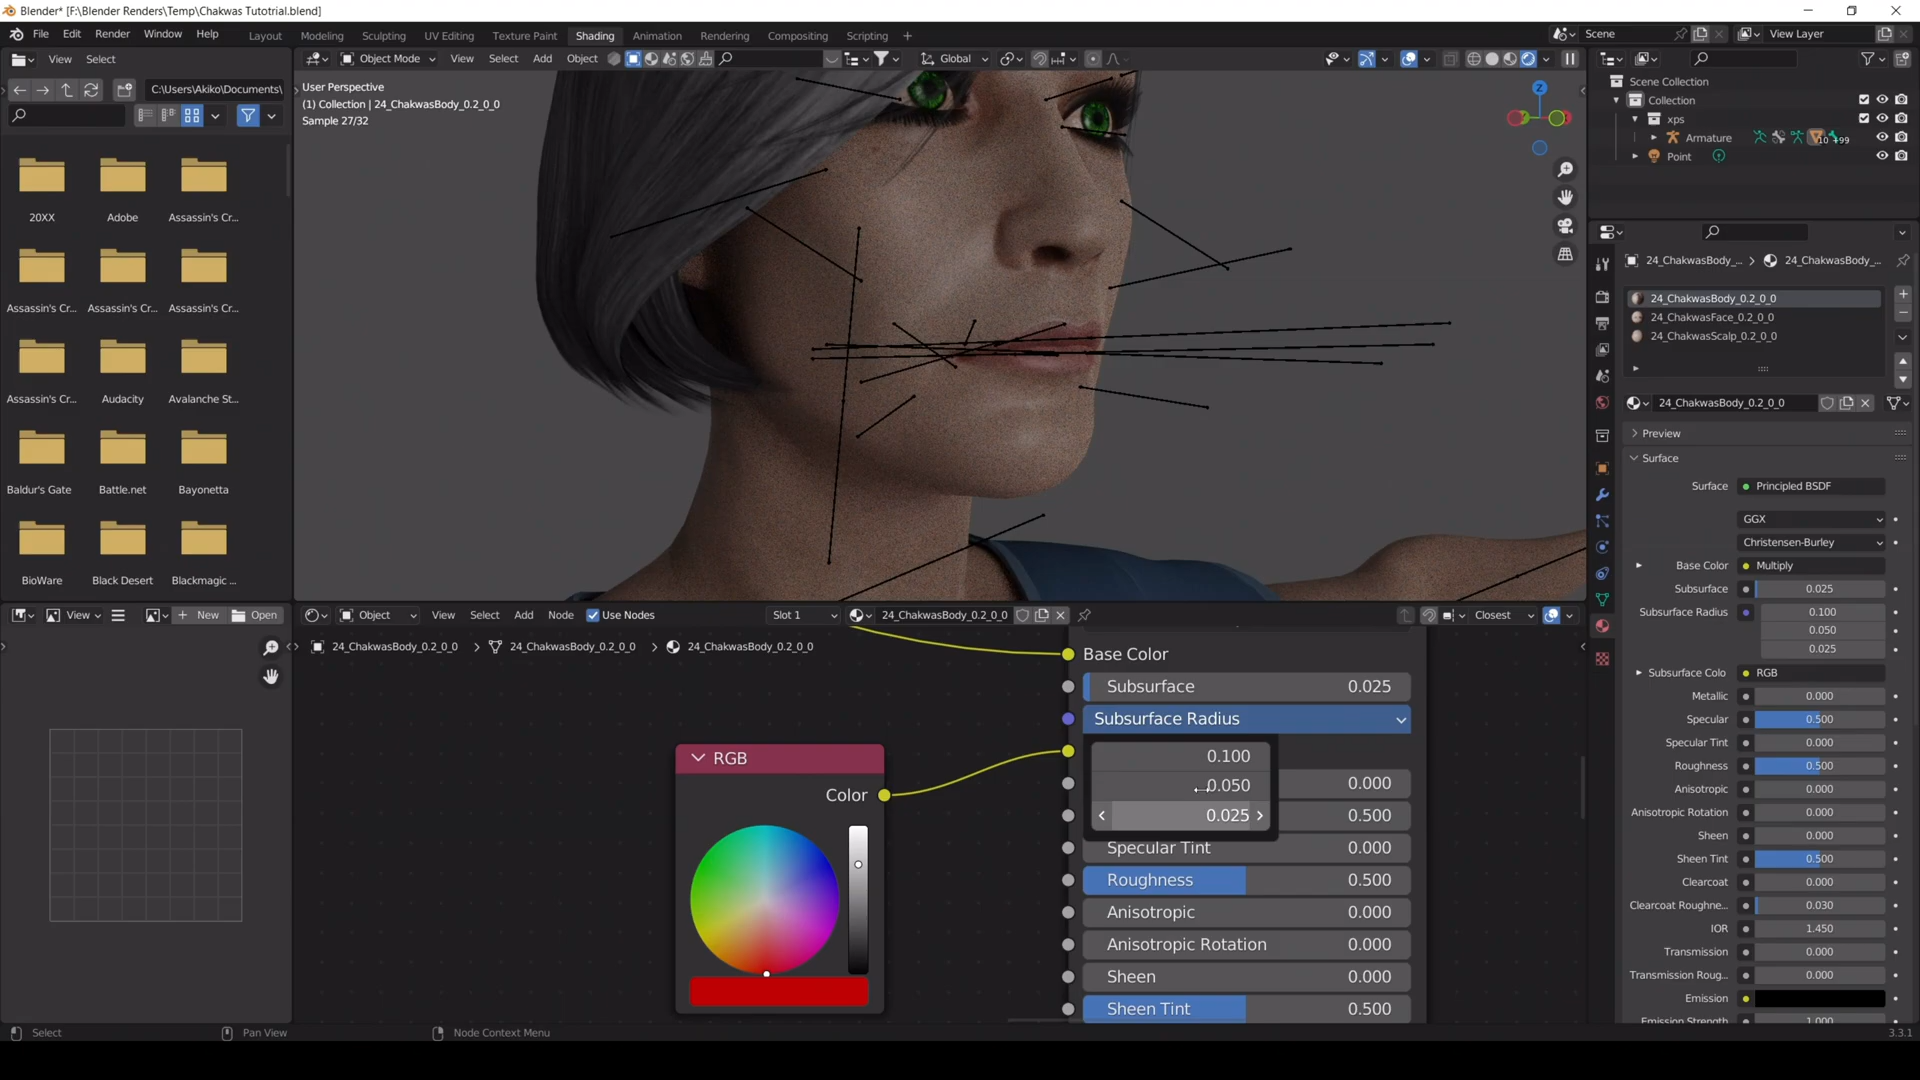 Blender* [F:\Blender Renders\Temp\Chakwas Tutotrial.blend]
File Edit Render Window Help Layout Modeling Sculpting UV Editing Texture Paint Shading Animation Rendering Compositing Scripting Scene View Layer
View Select Object Mode View Select Add Object Global
C:\Users\Akiko\Documents\
20XX Adobe Assassin's Cr...
Assassin's Cr... Assassin's Cr... Assassin's Cr...
Assassin's Cr... Audacity Avalanche St...
Baldur's Gate Battle.net Bayonetta
BioWare Black Desert Blackmagic ...
User Perspective
(1) Collection | 24_ChakwasBody_0.2_0_0
Sample 27/32
Z
Scene Collection
Collection
xps
Armature 10 +99
Point
24_ChakwasBody_... 24_ChakwasBody_...
24_ChakwasBody_0.2_0_0
24_ChakwasFace_0.2_0_0
24_ChakwasScalp_0.2_0_0
24_ChakwasBody_0.2_0_0
Preview
Surface
Surface Principled BSDF
GGX
Christensen-Burley
Base Color Multiply
Subsurface 0.025
Subsurface Radius 0.100
0.050
0.025
Subsurface Colo RGB
Metallic 0.000
Specular 0.500
Specular Tint 0.000
Roughness 0.500
Anisotropic 0.000
Anisotropic Rotation 0.000
Sheen 0.000
Sheen Tint 0.500
Clearcoat 0.000
Clearcoat Roughne... 0.030
IOR 1.450
Transmission 0.000
Transmission Roug... 0.000
Emission
Emission Strength 1.000
View New Open
Object View Select Add Node Use Nodes Slot 1 24_ChakwasBody_0.2_0_0 Closest
24_ChakwasBody_0.2_0_0 24_ChakwasBody_0.2_0_0 24_ChakwasBody_0.2_0_0
RGB
Color
Base Color
Subsurface 0.025
Subsurface Radius
0.100
0.050
0.025
0.000
0.500
Specular Tint 0.000
Roughness 0.500
Anisotropic 0.000
Anisotropic Rotation 0.000
Sheen 0.000
Sheen Tint 0.500
Select Pan View Node Context Menu 3.3.1